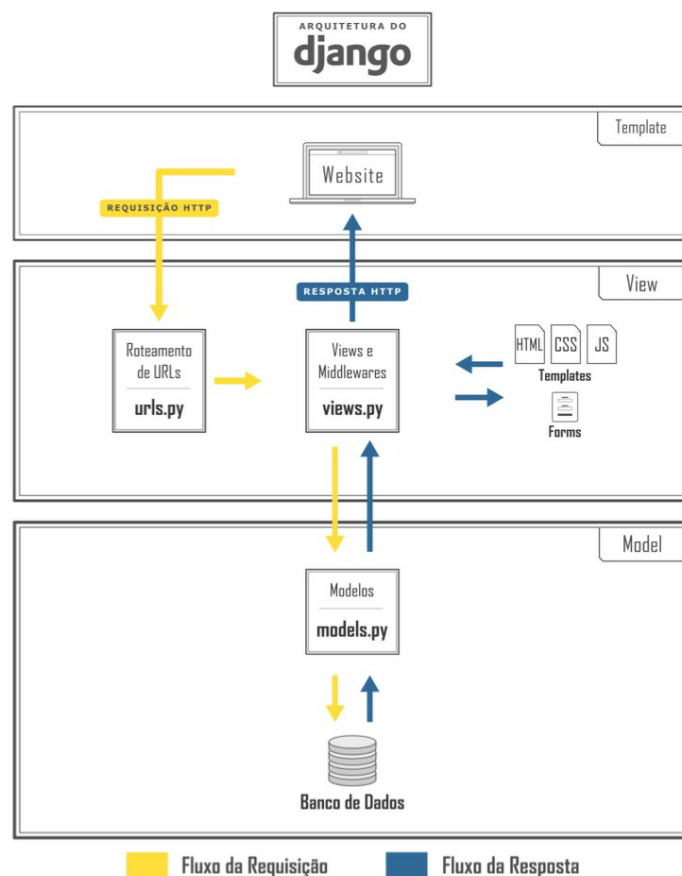 ARQUITETURA DO
django
Template
Website
REQUISIÇÃO HTTP
RESPOSTA HTTP
View
Roteamento
de URLs
urls.py
Views e
Middlewares
views.py
HTML
CSS
JS
Templates
Forms
Model
Modelos
models.py
Banco de Dados
Fluxo da Requisição
Fluxo da Resposta